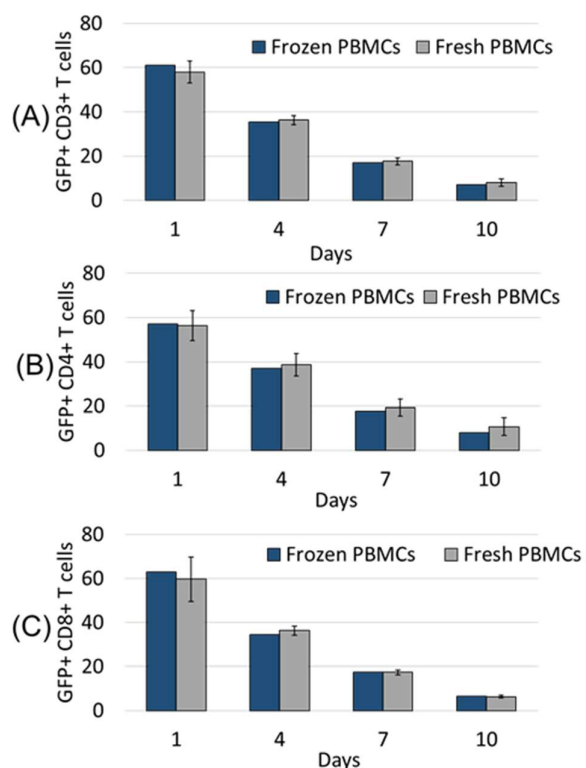 (A)
GFP+ CD3+ T cells
80
60
40
20
0
Frozen PBMCs Fresh PBMCs
1 4 7 10
Days
(B)
GFP+ CD4+ T cells
80
60
40
20
0
Frozen PBMCs Fresh PBMCs
1 4 7 10
Days
(C)
GFP+ CD8+ T cells
80
60
40
20
0
Frozen PBMCs Fresh PBMCs
1 4 7 10
Days